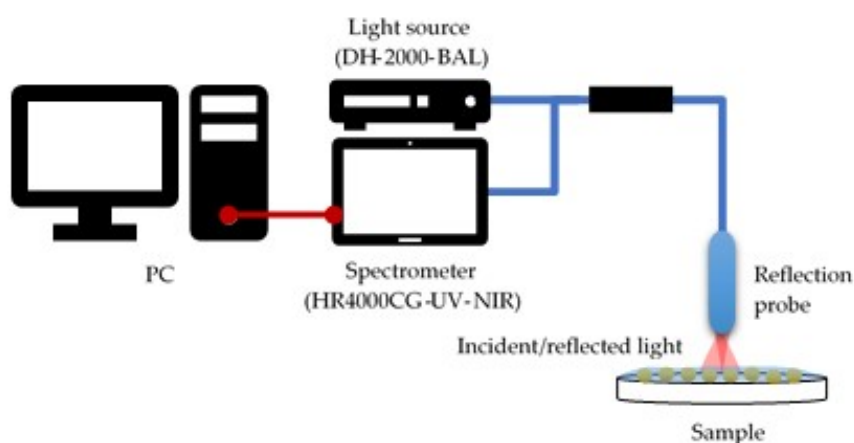 Light source
(DH-2000-BAL)
PC
Spectrometer
(HR4000CG-UV-NIR)
Reflection
probe
Incident/reflected light
Sample